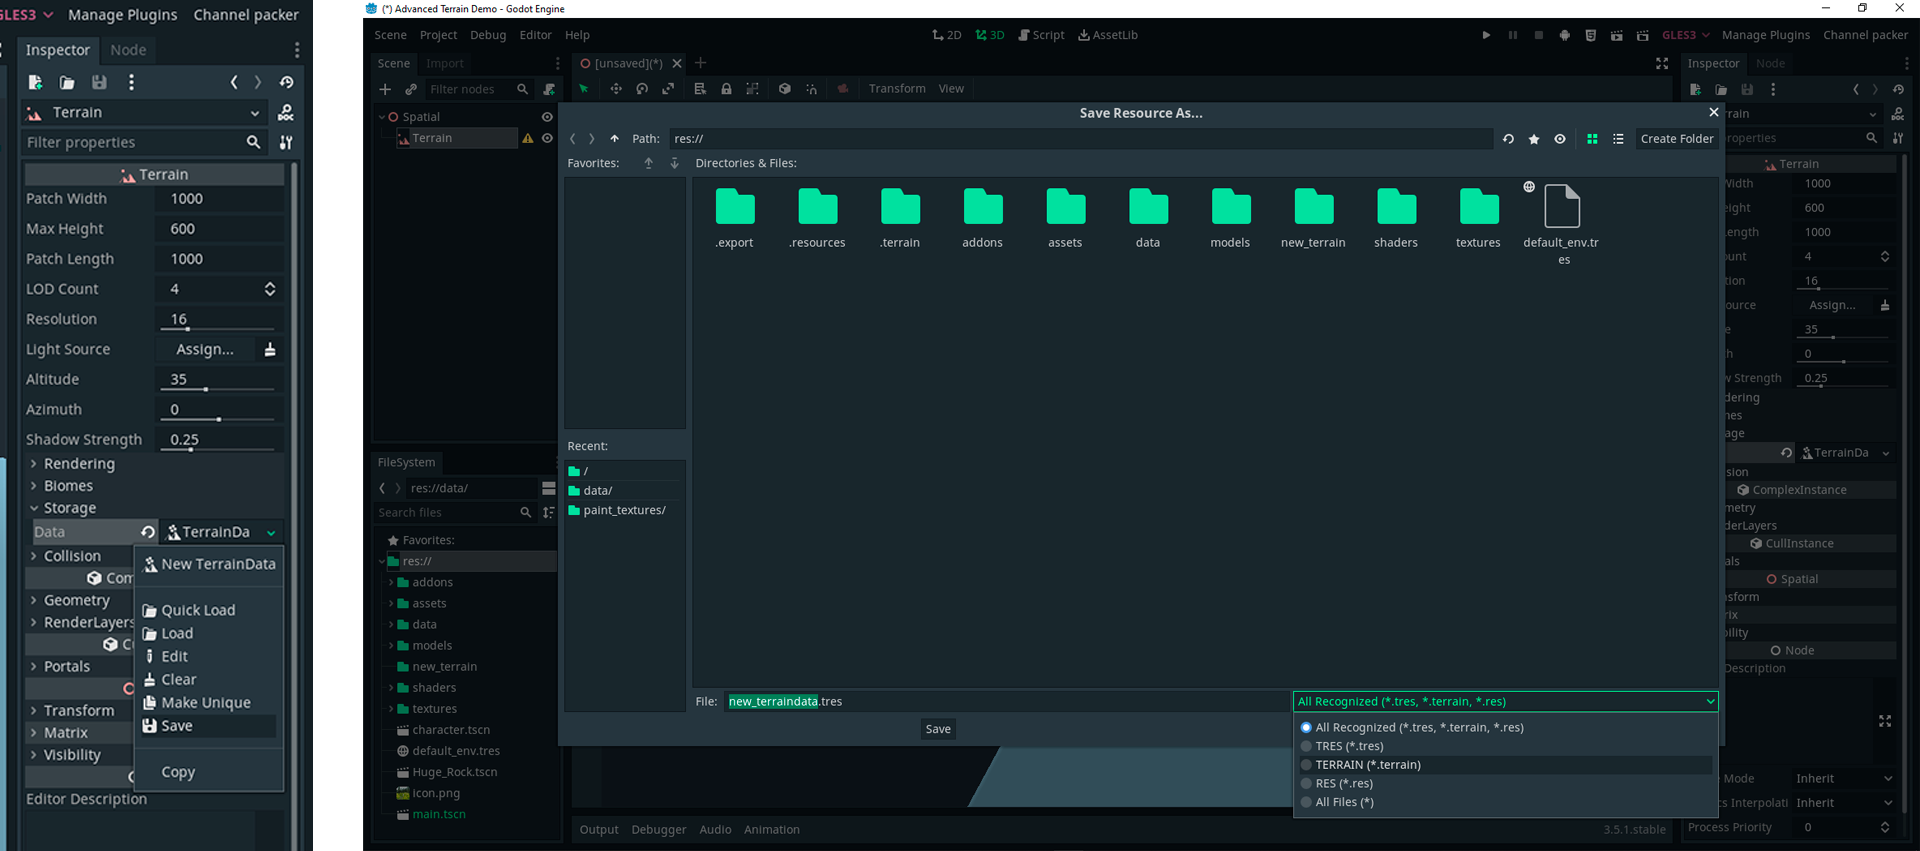 GLES3 Manage Plugins Channel packer
Inspector Node
Terrain
Filter properties
Terrain
Patch Width 1000
Max Height 600
Patch Length 1000
LOD Count 4
Resolution 16
Light Source Assign...
Altitude 35
Azimuth 0
Shadow Strength 0.25
Rendering
Biomes
Storage
Data TerrainDa
Collision
New TerrainData
Com
Geometry
Quick Load
RenderLayers
Load
Edit
Portals
Clear
Make Unique
Transform
Save
Matrix
Visibility
Copy
Editor Description
(*) Advanced Terrain Demo - Godot Engine
Scene Project Debug Editor Help
2D 3D Script AssetLib
GLES3 Manage Plugins Channel packer
Scene Import
[unsaved](*)
Inspector Node
Filter nodes
Transform View
Spatial
Terrain
Save Resource As...
Path: res://
Create Folder
Favorites:
Directories & Files:
.export .resources .terrain addons assets data models new_terrain shaders textures default_env.tr
es
Recent:
/
data/
paint_textures/
File: new_terraindata.tres
All Recognized (*.tres, *.terrain, *.res)
Save
All Recognized (*.tres, *.terrain, *.res)
TRES (*.tres)
TERRAIN (*.terrain)
RES (*.res)
All Files (*)
FileSystem
res://data/
Search files
Favorites:
res://
addons
assets
data
models
new_terrain
shaders
textures
character.tscn
default_env.tres
Huge_Rock.tscn
icon.png
main.tscn
Output Debugger Audio Animation
3.5.1.stable
rrain
roperties
Terrain
Width 1000
eight 600
Length 1000
ount 4
tion 16
ource Assign...
e 35
h 0
w Strength 0.25
dering
nes
age
TerrainDa
sion
ComplexInstance
metry
derLayers
CullInstance
als
Spatial
nsform
rix
bility
Node
Description
e Mode Inherit
cs Interpolati Inherit
Process Priority 0